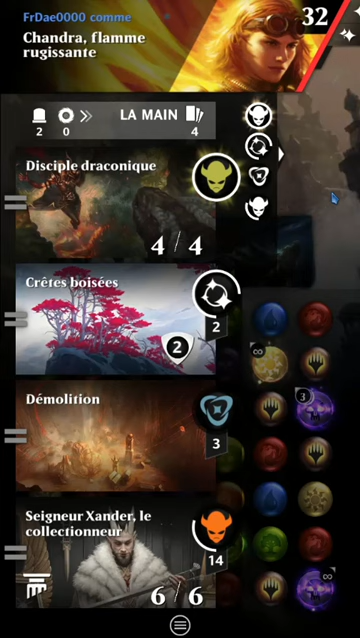 FrDae0000 comme
32
Chandra, flamme
rugissante
LA MAIN
2
0
4
Disciple draconique
4 / 4
Crêtes boisées
2
2
∞
Démolition
3
3
Seigneur Xander, le
collectionneur
14
∞
6 / 6